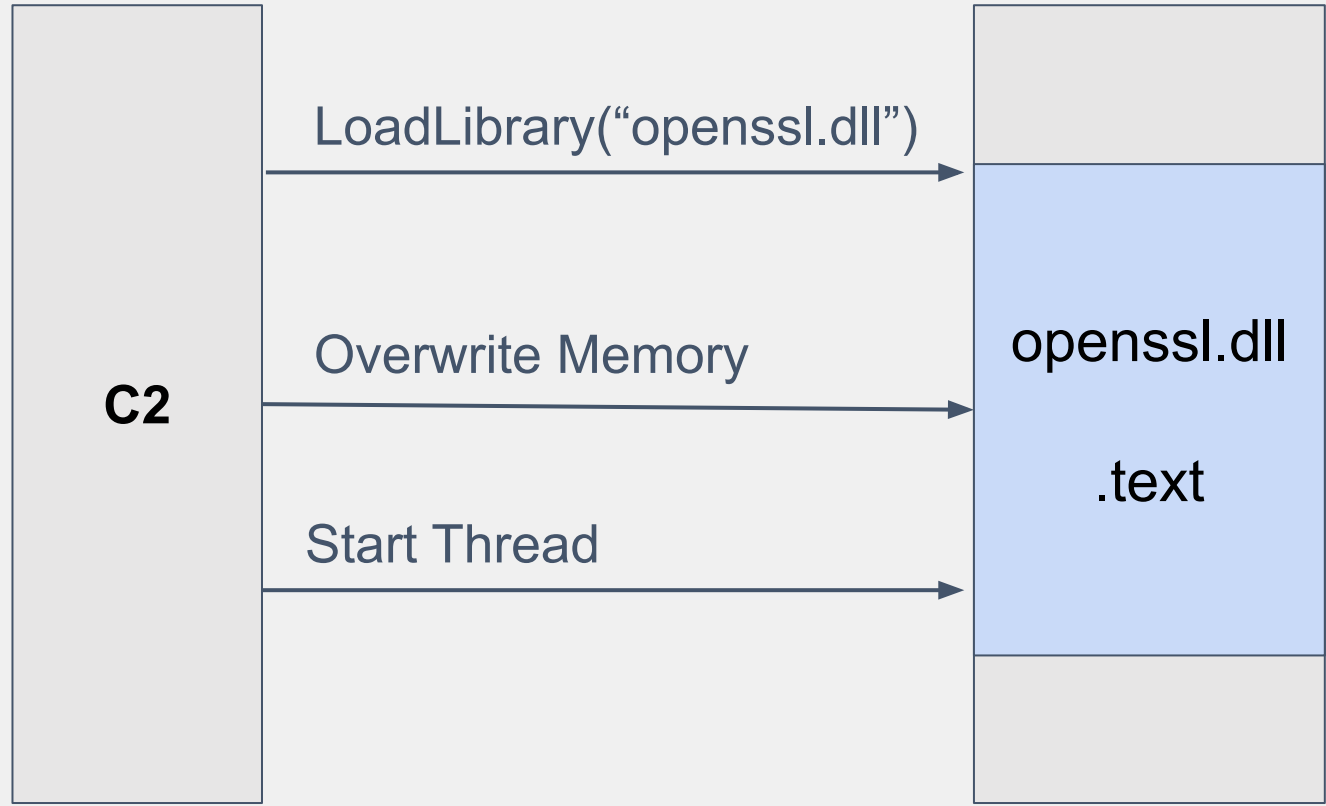 LoadLibrary(“openssl.dll”)
Overwrite Memory
C2
Start Thread
openssl.dll
.text